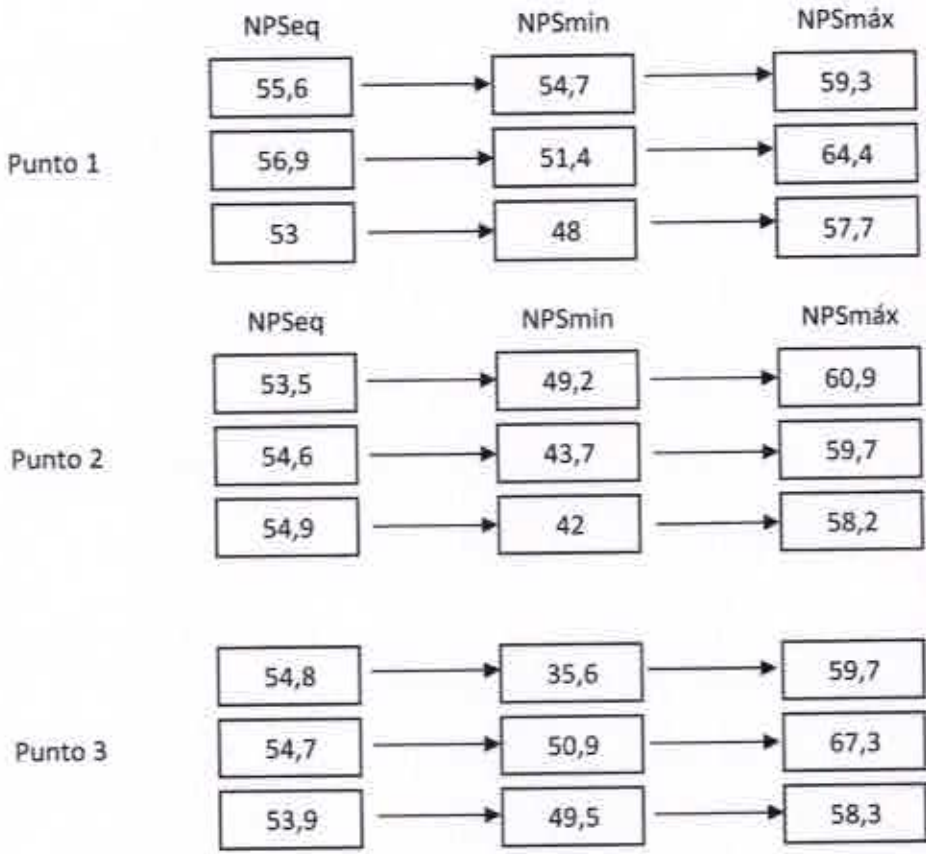 NPSeq NPSmin NPSmáx
55,6 54,7 59,3
Punto 1 56,9 51,4 64,4
53 48 57,7
NPSeq NPSmin NPSmáx
53,5 49,2 60,9
Punto 2 54,6 43,7 59,7
54,9 42 58,2
54,8 35,6 59,7
Punto 3 54,7 50,9 67,3
53,9 49,5 58,3